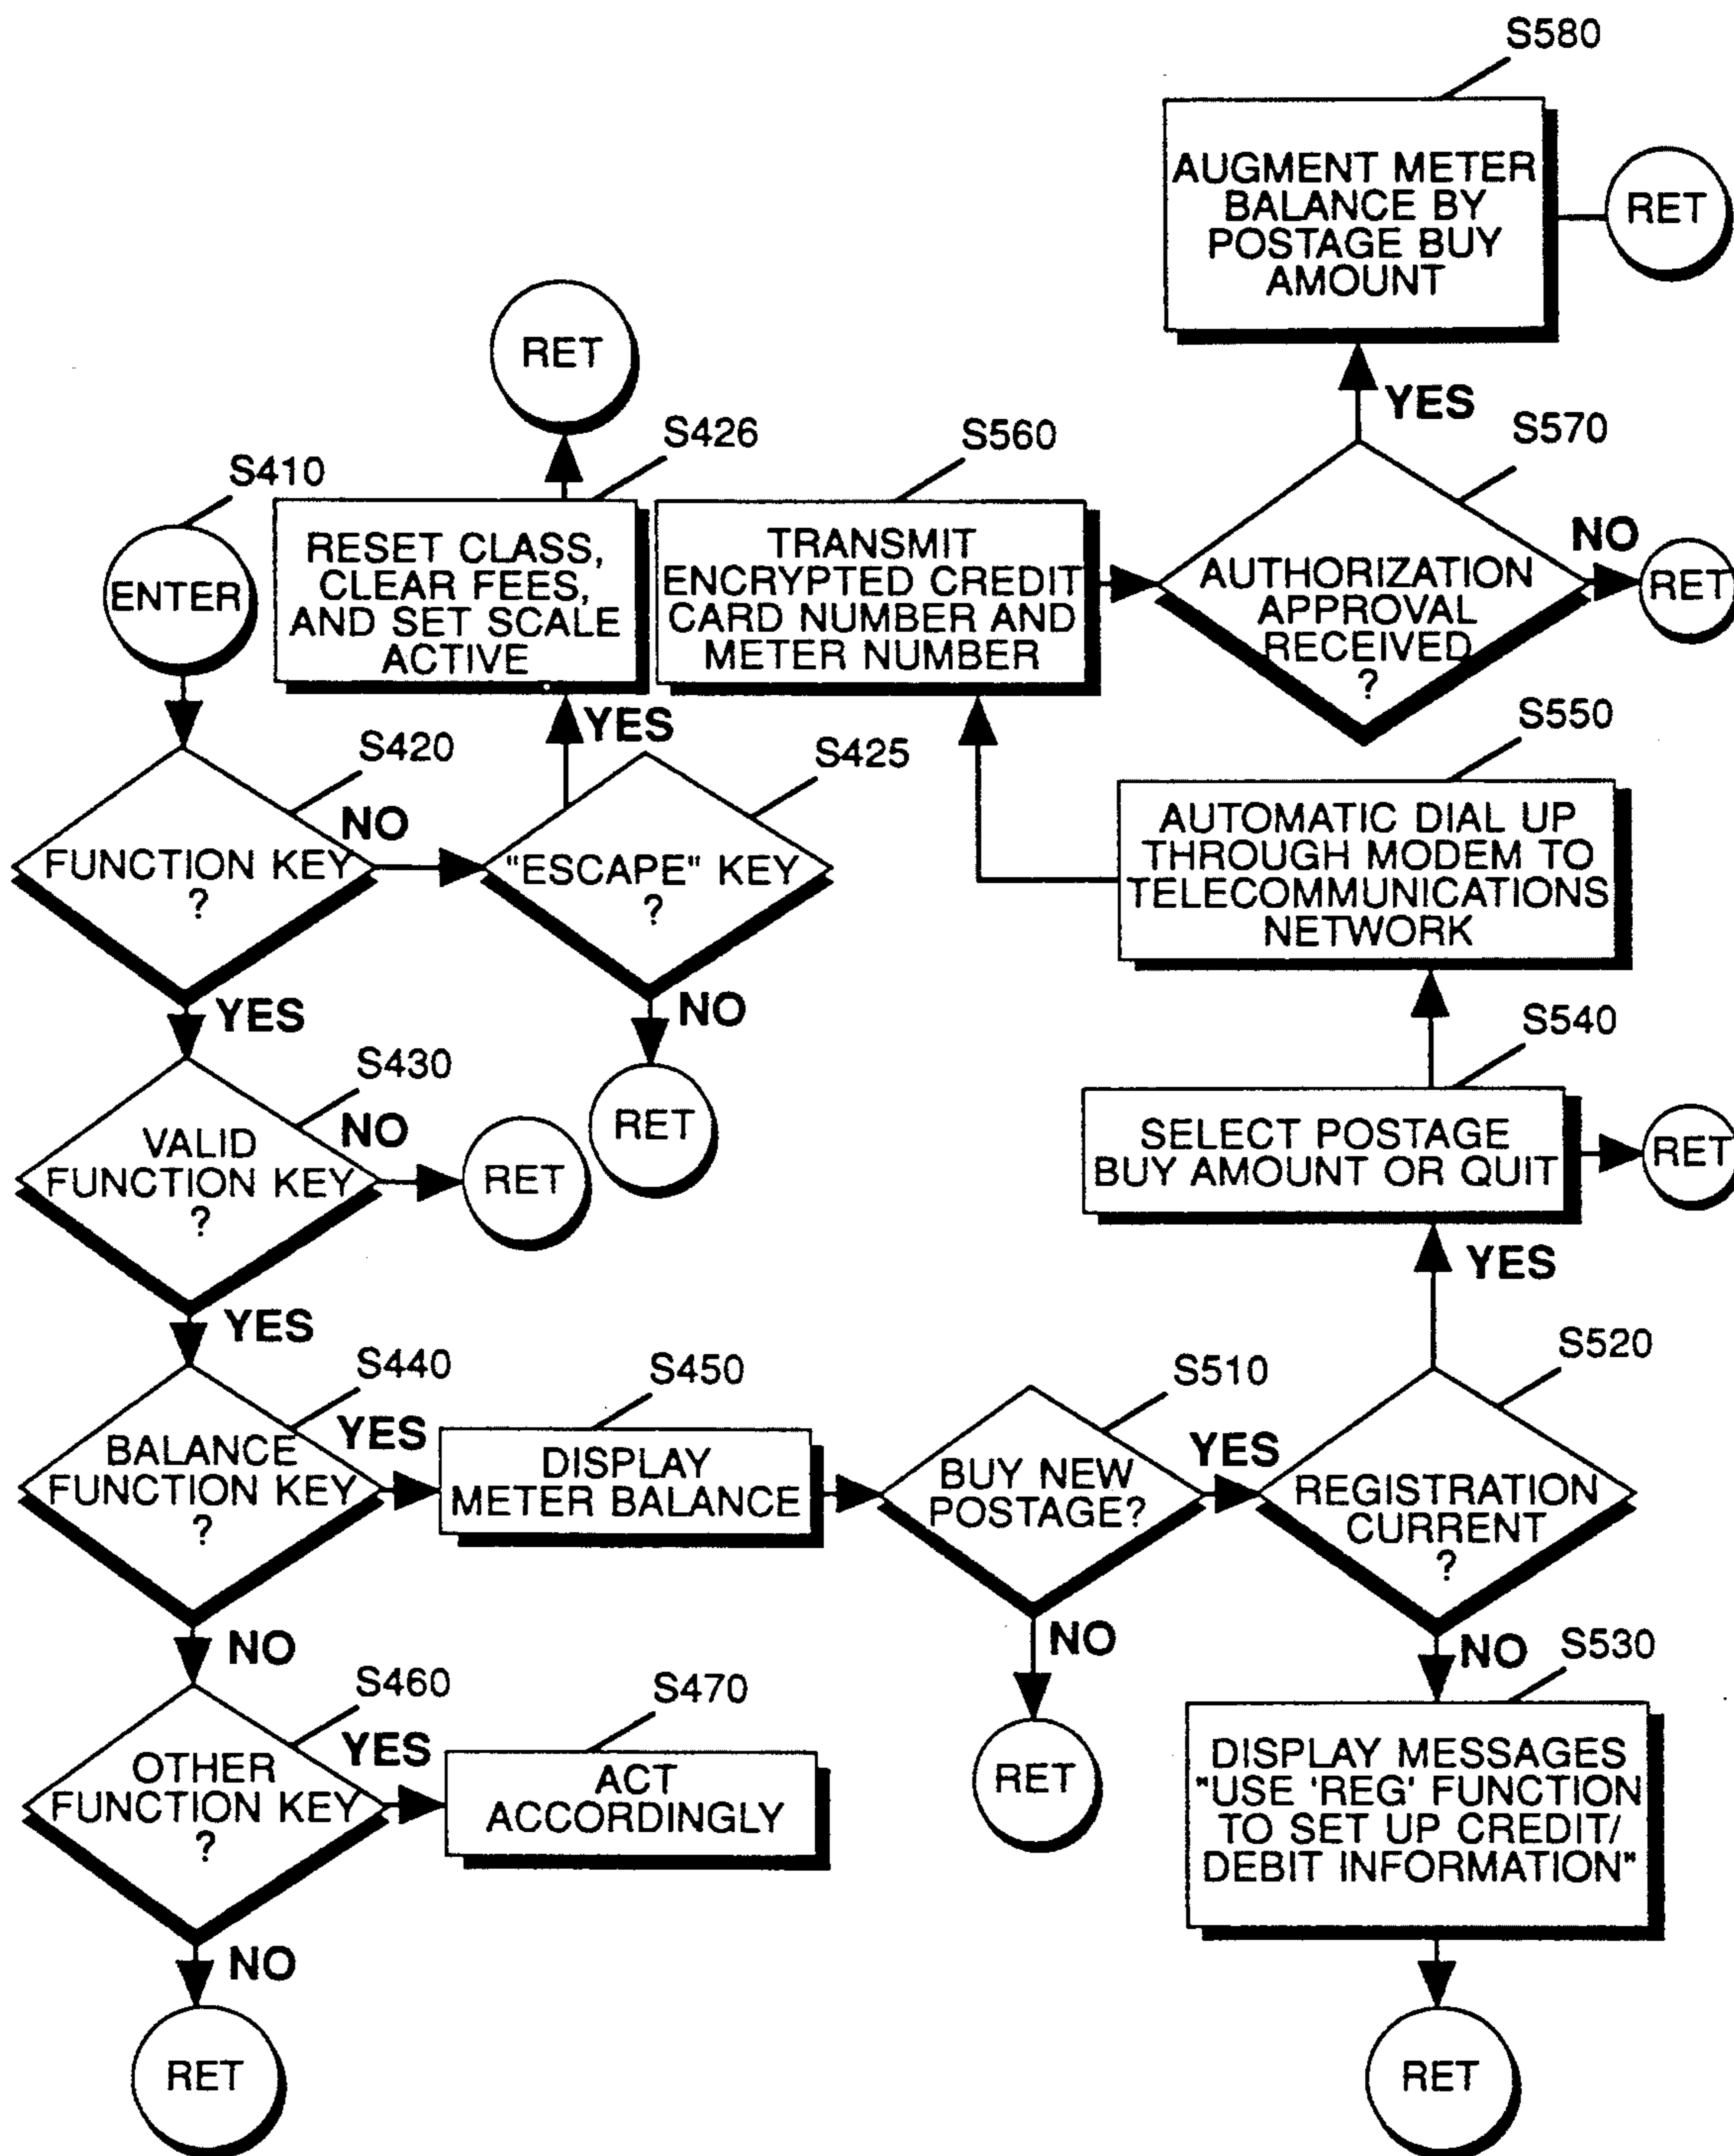 S580
AUGMENT METER
BALANCE BY
POSTAGE BUY
AMOUNT
RET
RET
S426
S560
YES
S570
S410
ENTER
RESET CLASS,
CLEAR FEES,
AND SET SCALE
ACTIVE
TRANSMIT
ENCRYPTED CREDIT
CARD NUMBER AND
METER NUMBER
AUTHORIZATION
APPROVAL
RECEIVED
?
NO
RET
S420
YES
S425
S550
FUNCTION KEY
?
NO
"ESCAPE" KEY
?
AUTOMATIC DIAL UP
THROUGH MODEM TO
TELECOMMUNICATIONS
NETWORK
YES
NO
S540
S430
VALID
FUNCTION KEY
?
NO
RET
RET
SELECT POSTAGE
BUY AMOUNT OR QUIT
RET
YES
YES
S440
S450
S510
S520
BALANCE
FUNCTION KEY
?
YES
DISPLAY
METER BALANCE
BUY NEW
POSTAGE?
YES
REGISTRATION
CURRENT
?
NO
NO
NO
S530
S460
S470
OTHER
FUNCTION KEY
?
YES
ACT
ACCORDINGLY
RET
DISPLAY MESSAGES
"USE 'REG' FUNCTION
TO SET UP CREDIT/
DEBIT INFORMATION"
NO
RET
RET